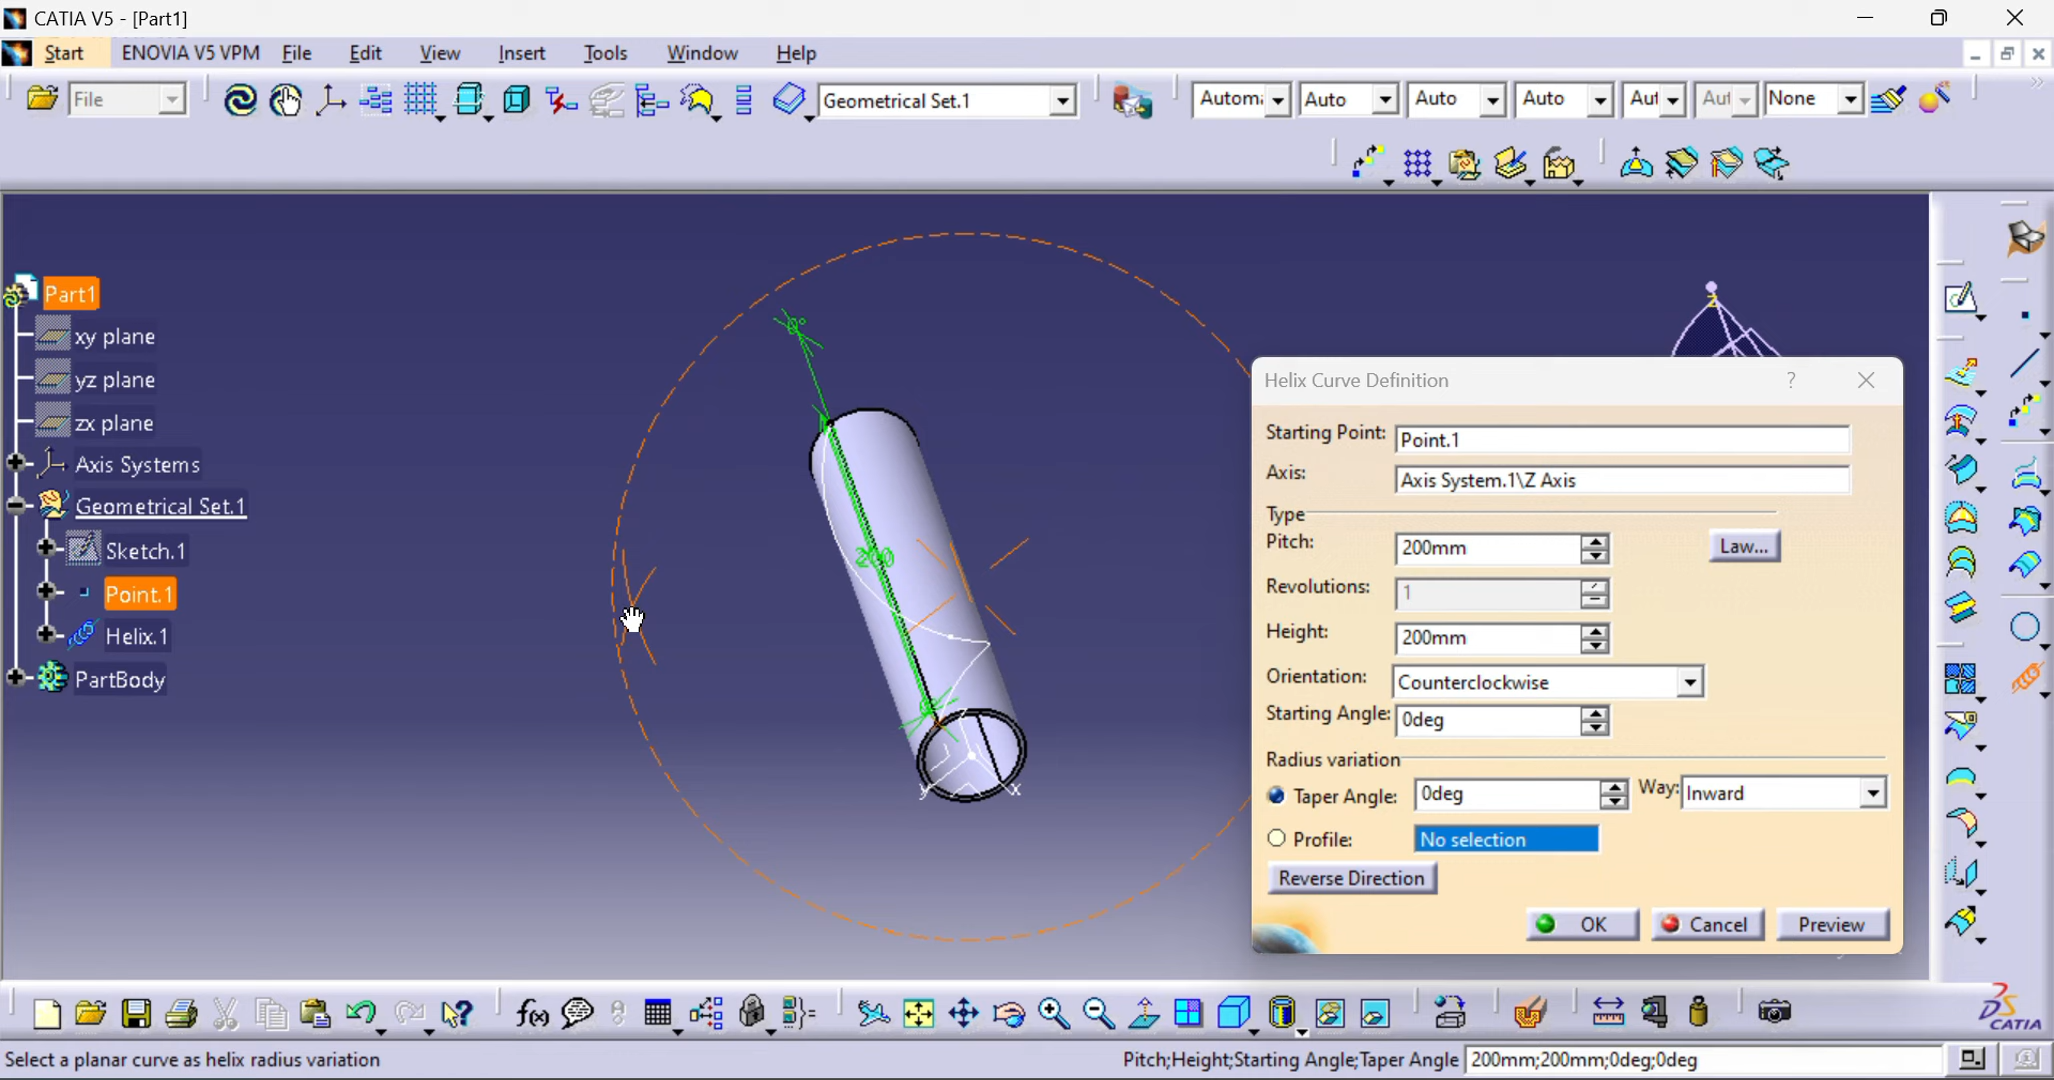 CATIA V5 - [Part1]
Start ENOVIA V5 VPM File Edit View Insert Tools Window Help
File Geometrical Set.1 Auto Auto Auto None
Part1
xy plane
yz plane
zx plane
Axis Systems
Geometrical Set.1
Sketch.1
Point.1
Helix.1
PartBody
0°
200
y
x
z
Helix Curve Definition ?
Starting Point: Point.1
Axis: Axis System.1\Z Axis
Type
Pitch: 200mm Law...
Revolutions: 1
Height: 200mm
Orientation: Counterclockwise
Starting Angle: 0deg
Radius variation
Taper Angle: 0deg Way: Inward
Profile: No selection
Reverse Direction
OK Cancel Preview
f(x)
CATIA
Select a planar curve as helix radius variation
Pitch;Height;Starting Angle;Taper Angle 200mm;200mm;0deg;0deg